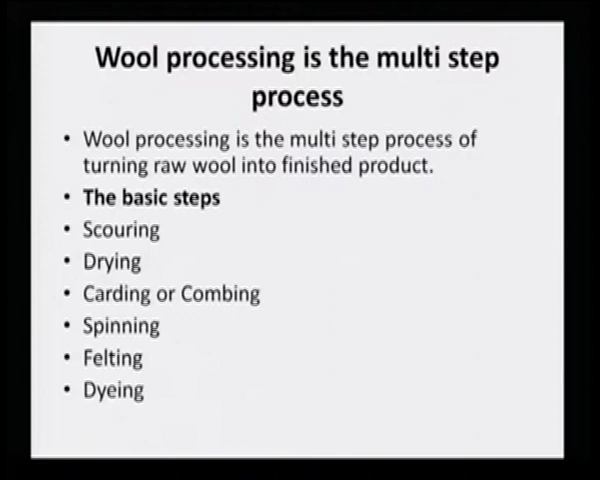 Wool processing is the multi step
process
• Wool processing is the multi step process of
turning raw wool into finished product.
• The basic steps
• Scouring
• Drying
• Carding or Combing
• Spinning
• Felting
• Dyeing